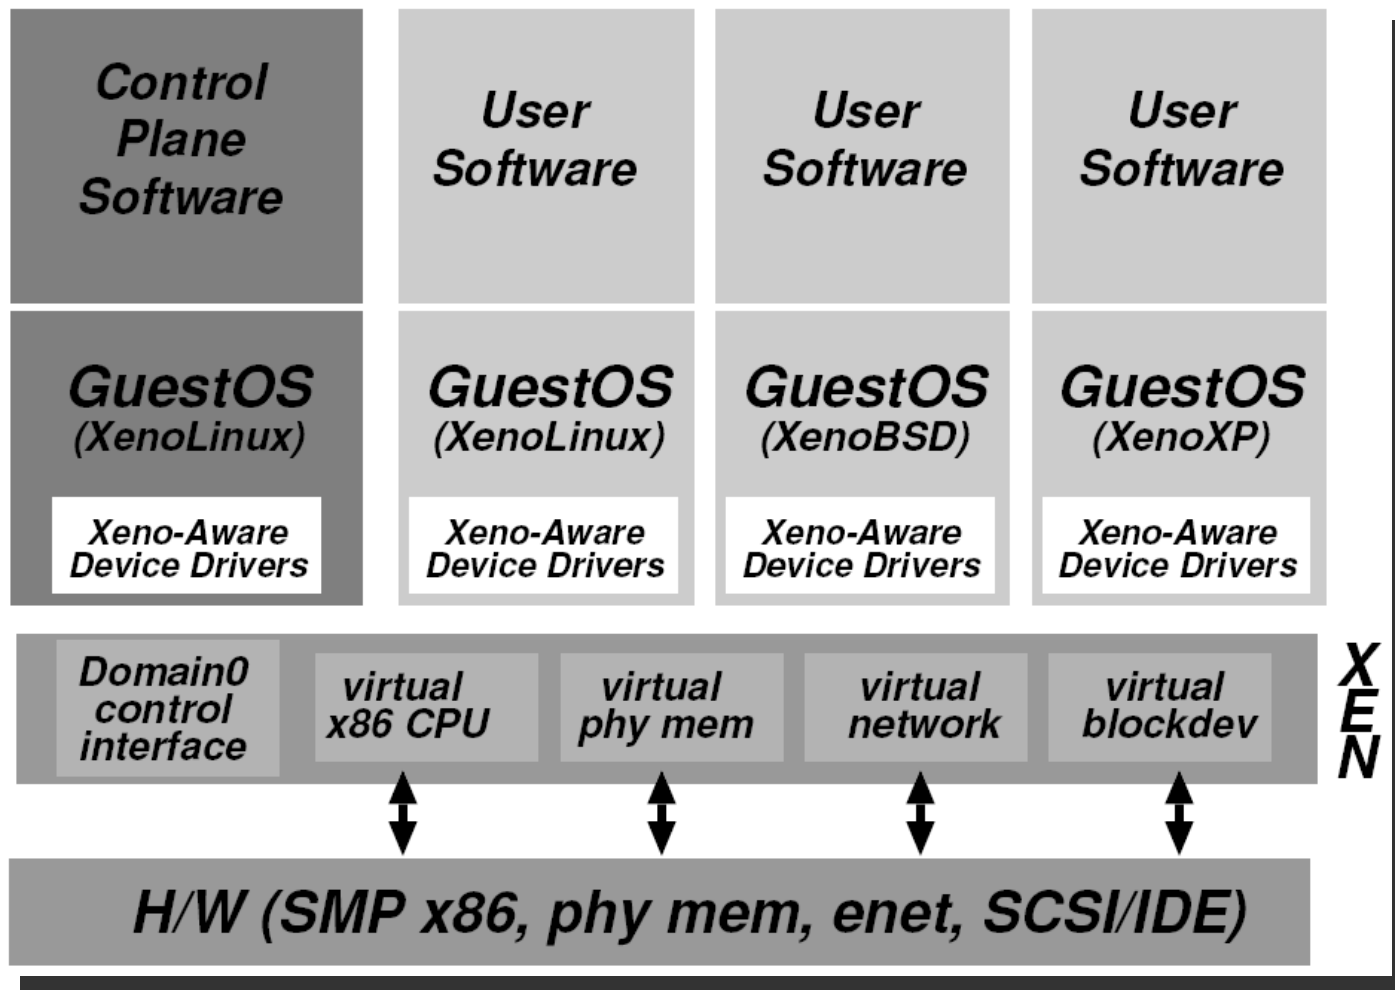 Control
Plane
Software
User
Software
User
Software
User
Software
GuestOS
(XenoLinux)
Xeno-Aware
Device Drivers
GuestOS
(XenoLinux)
Xeno-Aware
Device Drivers
GuestOS
(XenoBSD)
Xeno-Aware
Device Drivers
GuestOS
(XenoXP)
Xeno-Aware
Device Drivers
Domain0
control
interface
virtual
x86 CPU
virtual
phy mem
virtual
network
virtual
blockdev
XEN
H/W (SMP x86, phy mem, enet, SCSI/IDE)